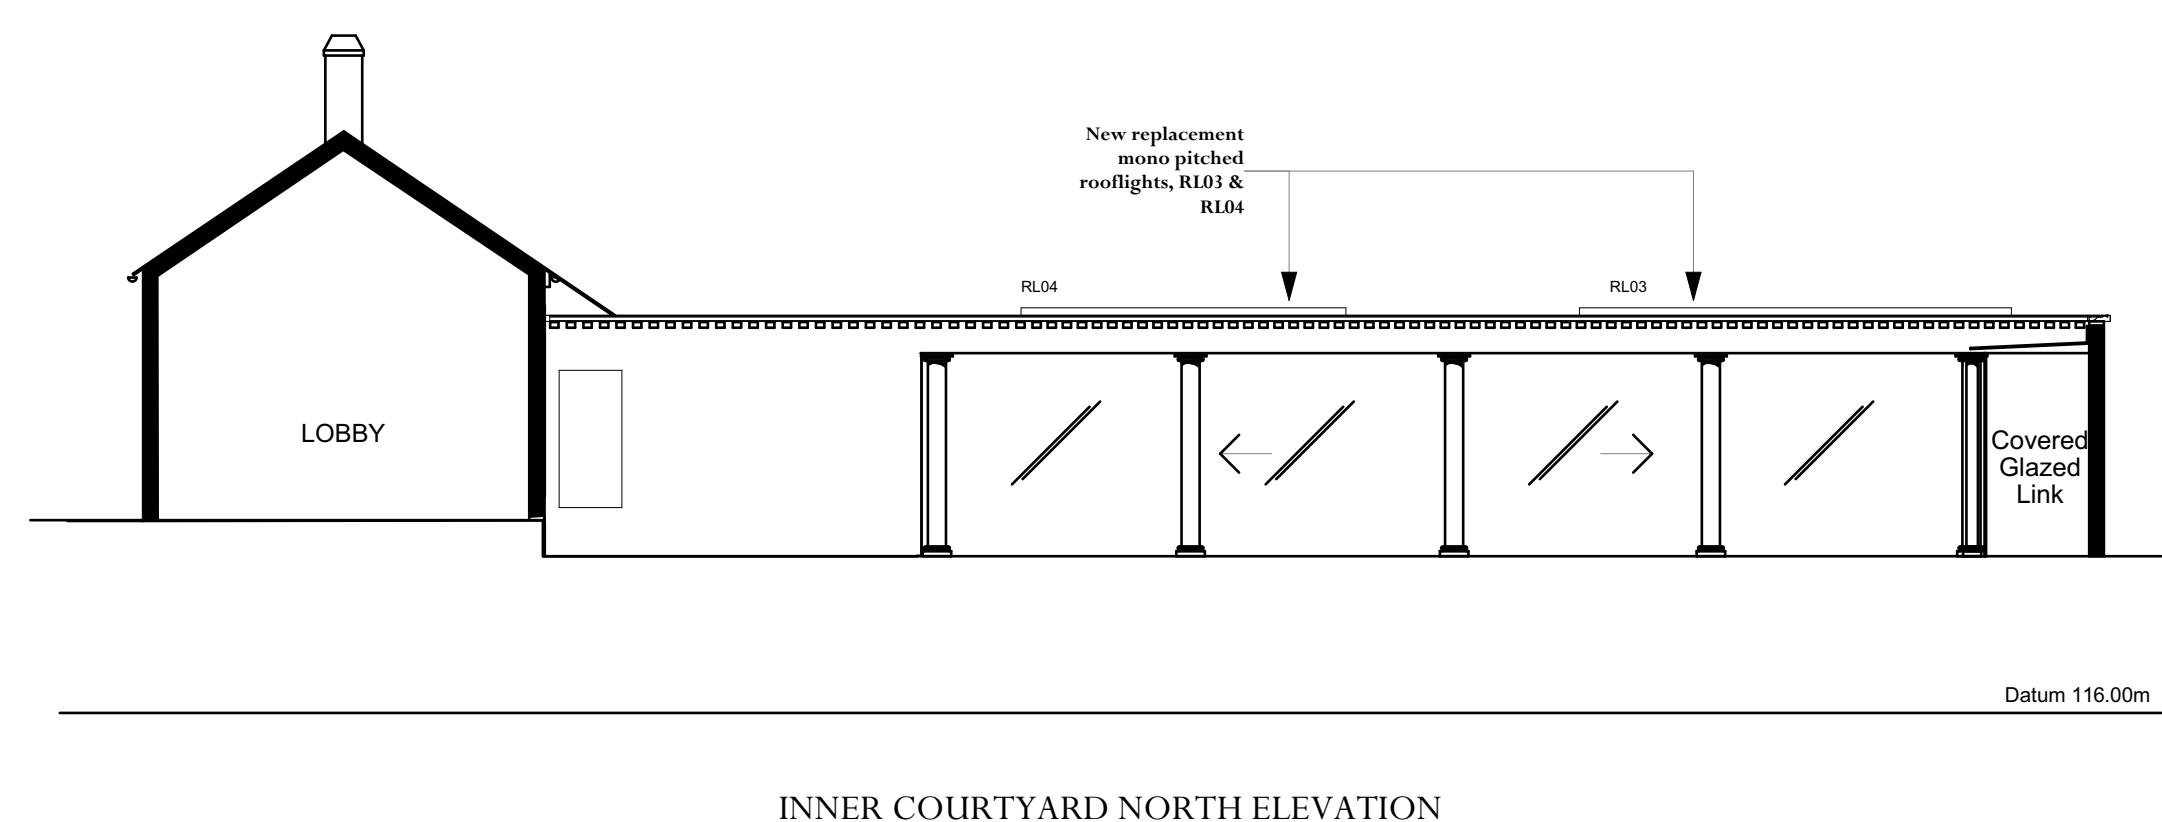 New replacement
mono pitched
rooflights, RL03 &
RL04
RL04
RL03
LOBBY
Covered
Glazed
Link
Datum 116.00m
INNER COURTYARD NORTH ELEVATION